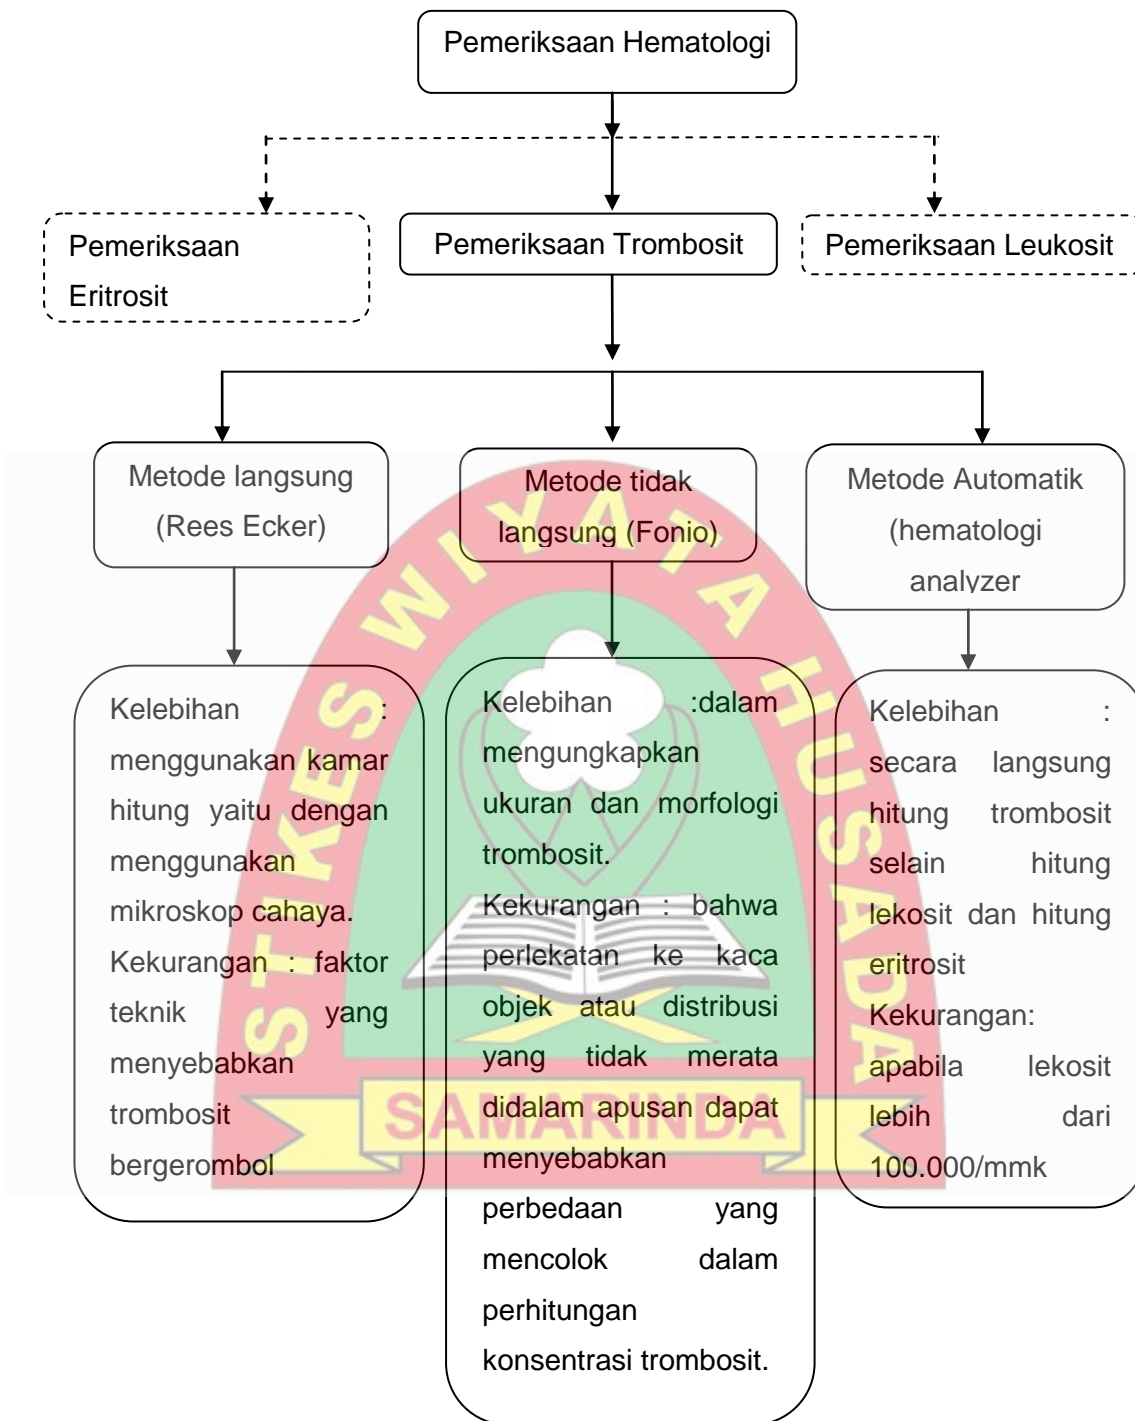 Pemeriksaan Hematologi
Pemeriksaan
Eritrosit
Pemeriksaan Trombosit
Pemeriksaan Leukosit
Metode langsung
(Rees Ecker)
Metode tidak
langsung (Fonio)
Metode Automatik
(hematologi
analyzer
Kelebihan :
menggunakan kamar
hitung yaitu dengan
menggunakan
mikroskop cahaya.
Kekurangan : faktor
teknik yang
menyebabkan
trombosit
bergerombol
Kelebihan :dalam
mengungkapkan
ukuran dan morfologi
trombosit.
Kekurangan : bahwa
perlekatan ke kaca
objek atau distribusi
yang tidak merata
didalam apusan dapat
menyebabkan
perbedaan yang
mencolok dalam
perhitungan
konsentrasi trombosit.
Kelebihan :
secara langsung
hitung trombosit
selain hitung
lekosit dan hitung
eritrosit
Kekurangan:
apabila lekosit
lebih dari
100.000/mmk
STIKES WIYATA HUSADA
SAMARINDA